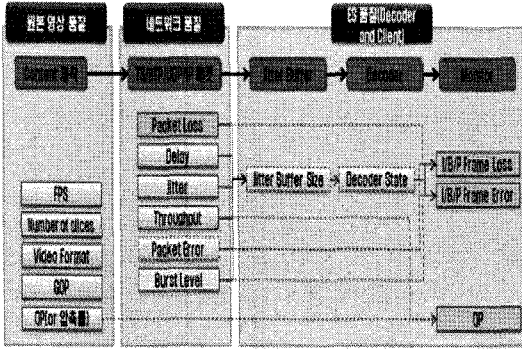 원본 영상 품질
네트워크 품질
ES 품질(Decoder
and Client)
Jitter Buffer
Decoder
Monitor
Packet Loss
Delay
Jitter
Throughout
Packet Error
Burst Level
Jitter Buffer Size
Decoder State
I/B/P Frame Loss
I/B/P Frame Error
FPS
Number of slices
Video Format
GOP
QP(or 압축률)
QP